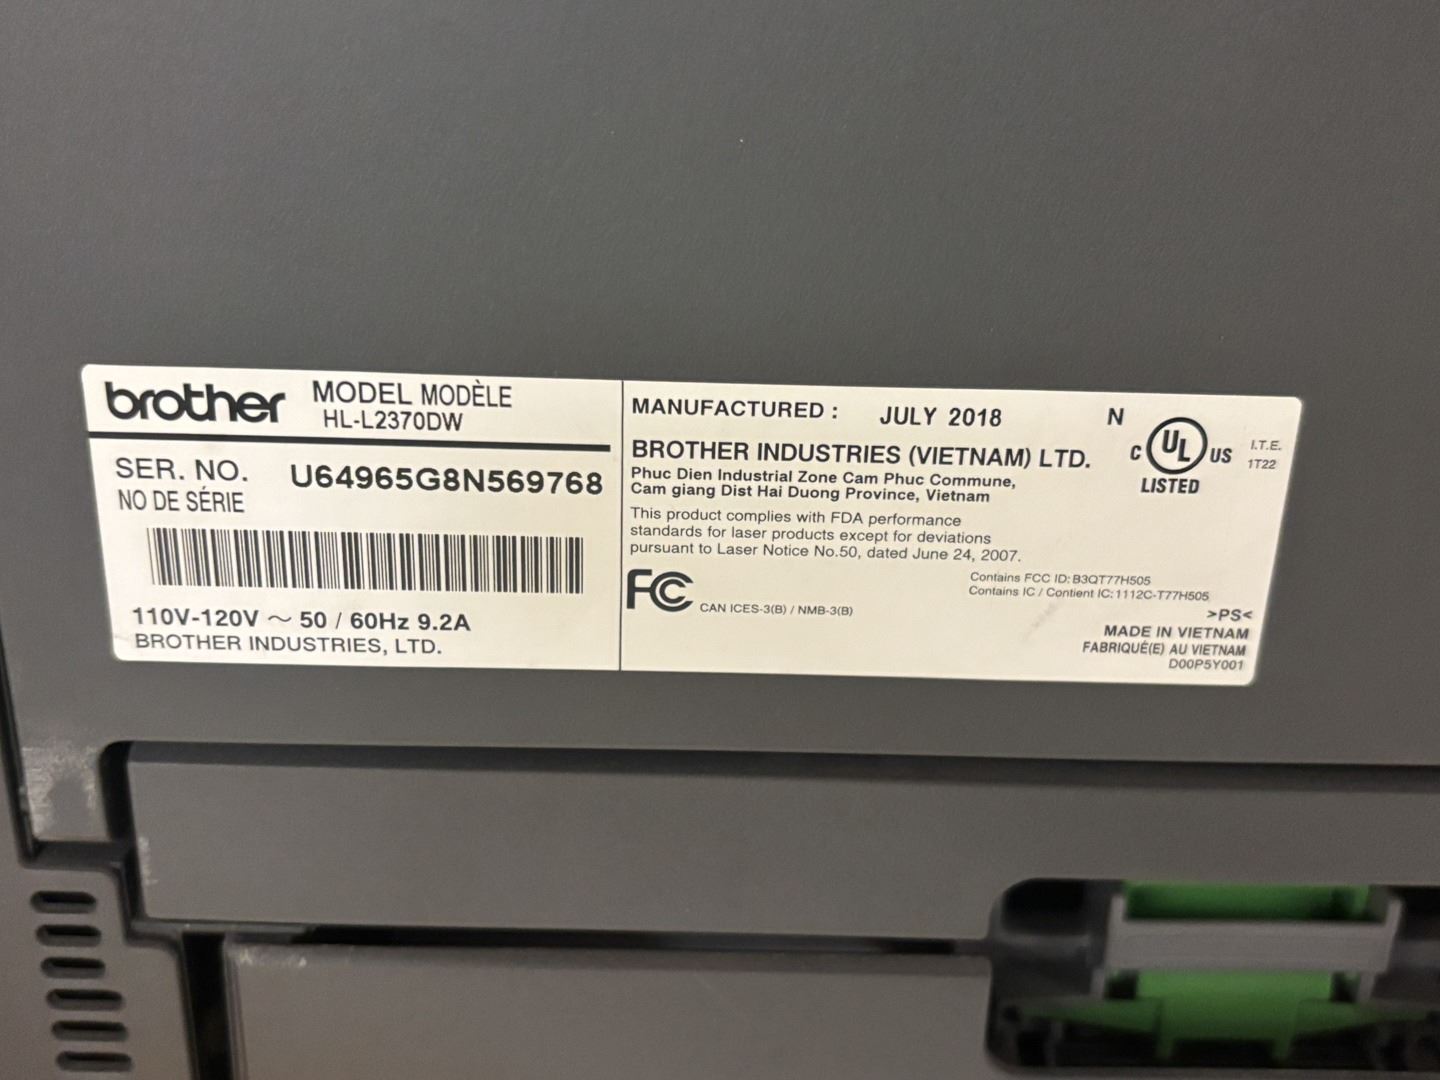 brother
MODEL MODÈLE
HL-L2370DW
SER. NO. U64965G8N569768
NO DE SÉRIE
110V-120V ～ 50 / 60Hz 9.2A
BROTHER INDUSTRIES, LTD.
MANUFACTURED : JULY 2018
N
BROTHER INDUSTRIES (VIETNAM) LTD.
Phuc Dien Industrial Zone Cam Phuc Commune,
Cam giang Dist Hai Duong Province, Vietnam
This product complies with FDA performance
standards for laser products except for deviations
pursuant to Laser Notice No.50, dated June 24, 2007.
C UL US
LISTED
I.T.E.
1T22
FC CAN ICES-3(B) / NMB-3(B)
Contains FCC ID: B3QT77H505
Contains IC / Contient IC: 1112C-T77H505
>PS<
MADE IN VIETNAM
FABRIQUÉ(E) AU VIETNAM
D00P5Y001